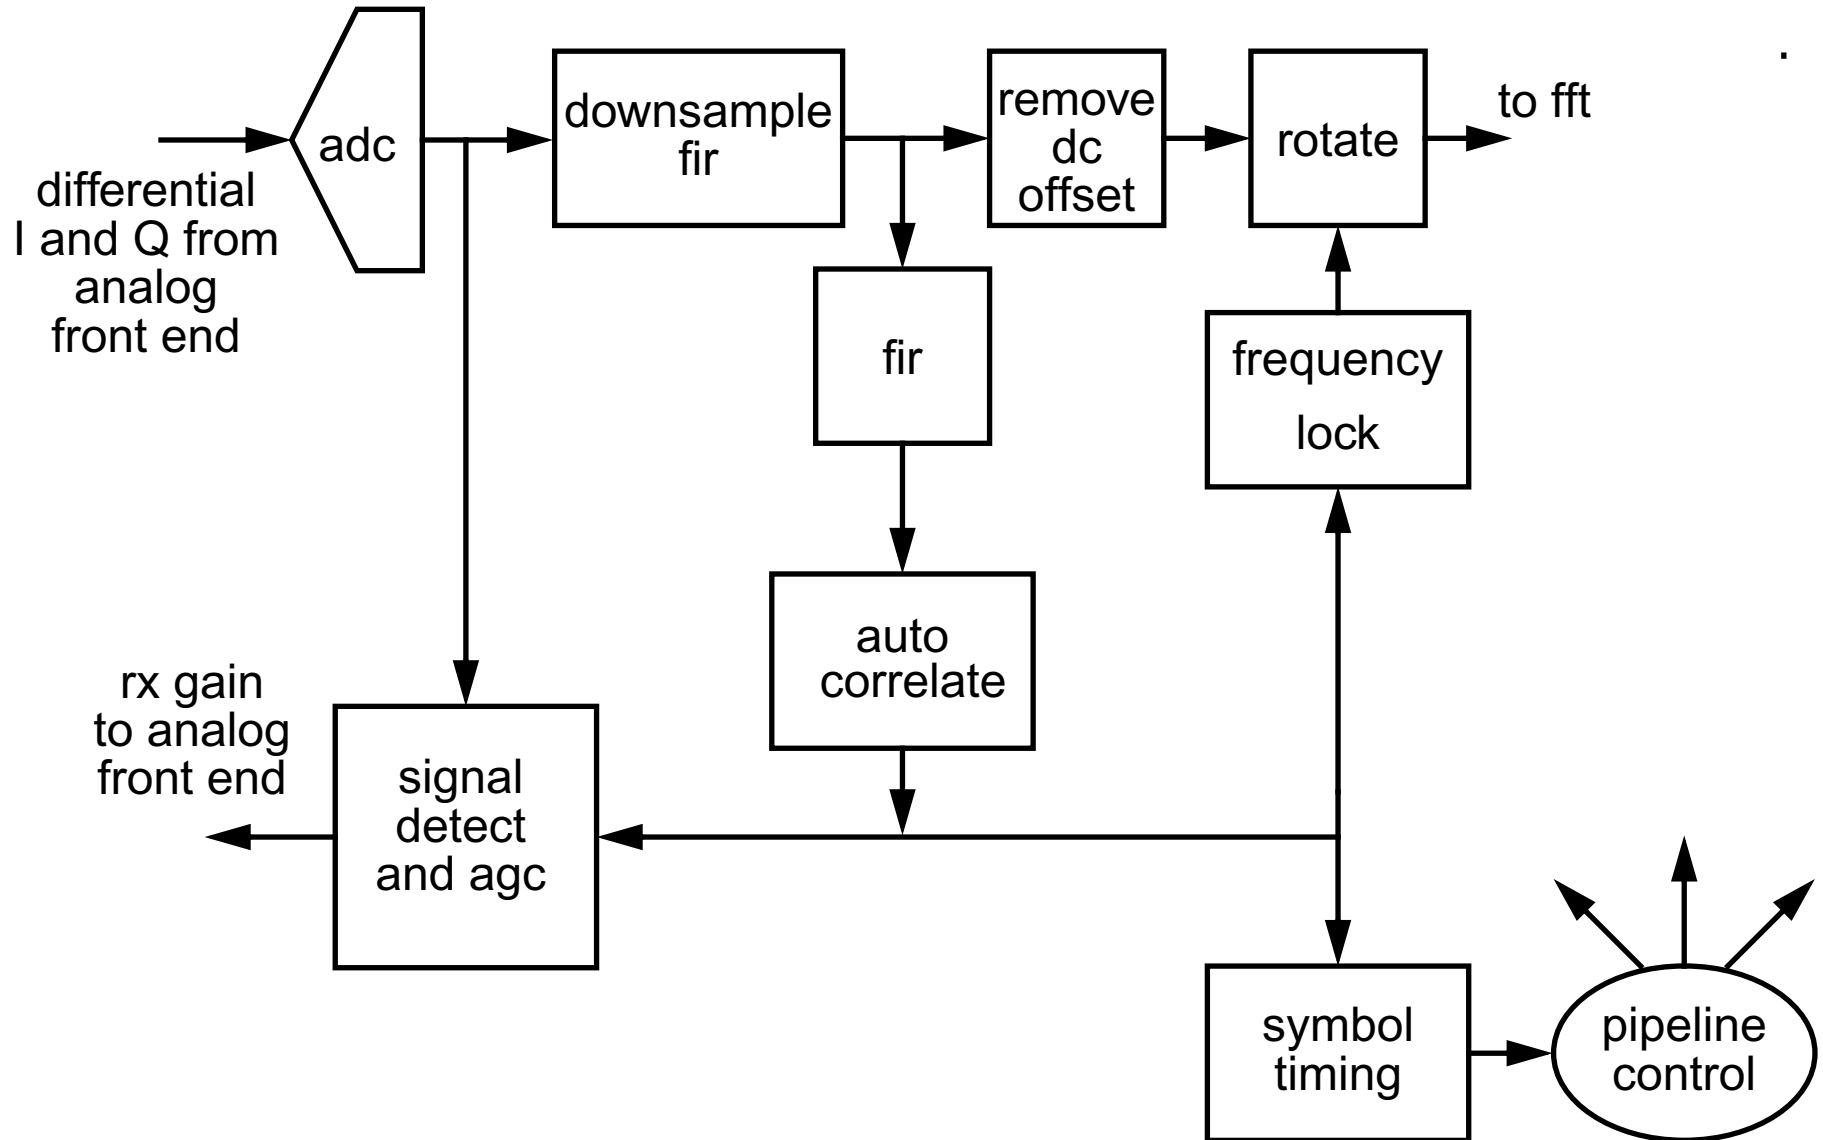 adc
downsample
fir
remove
dc
offset
rotate
to fft
differential
I and Q from
analog
front end
fir
frequency
lock
auto
correlate
rx gain
to analog
front end
signal
detect
and agc
symbol
timing
pipeline
control
.